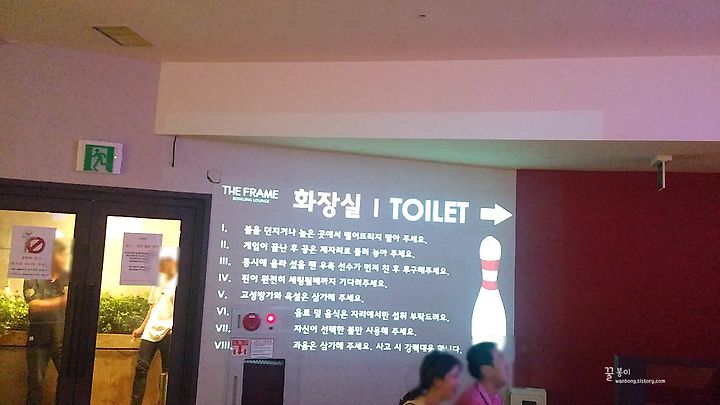 THE FRAME
BOWLING LOUNGE
화장실 | TOILET
I. 볼을 던지거나 높은 곳에서 떨어뜨리지 말아 주세요.
II. 게임이 끝난 후 공은 제자리로 돌려 놓아 주세요.
III. 동시에 올라 섰을 땐 우측 선수가 먼저 친 후 투구해주세요.
IV. 핀이 완전히 세팅될때까지 기다려주세요.
V. 고성방가와 욕설은 삼가해 주세요.
VI. 음료 및 음식은 자리에서만 섭취 부탁드려요.
VII. 자신이 선택한 볼만 사용해 주세요.
VIII. 과음은 삼가해 주세요. 사고 시 강력대응 합니다.
꿀봉이
wanbong.tistory.com